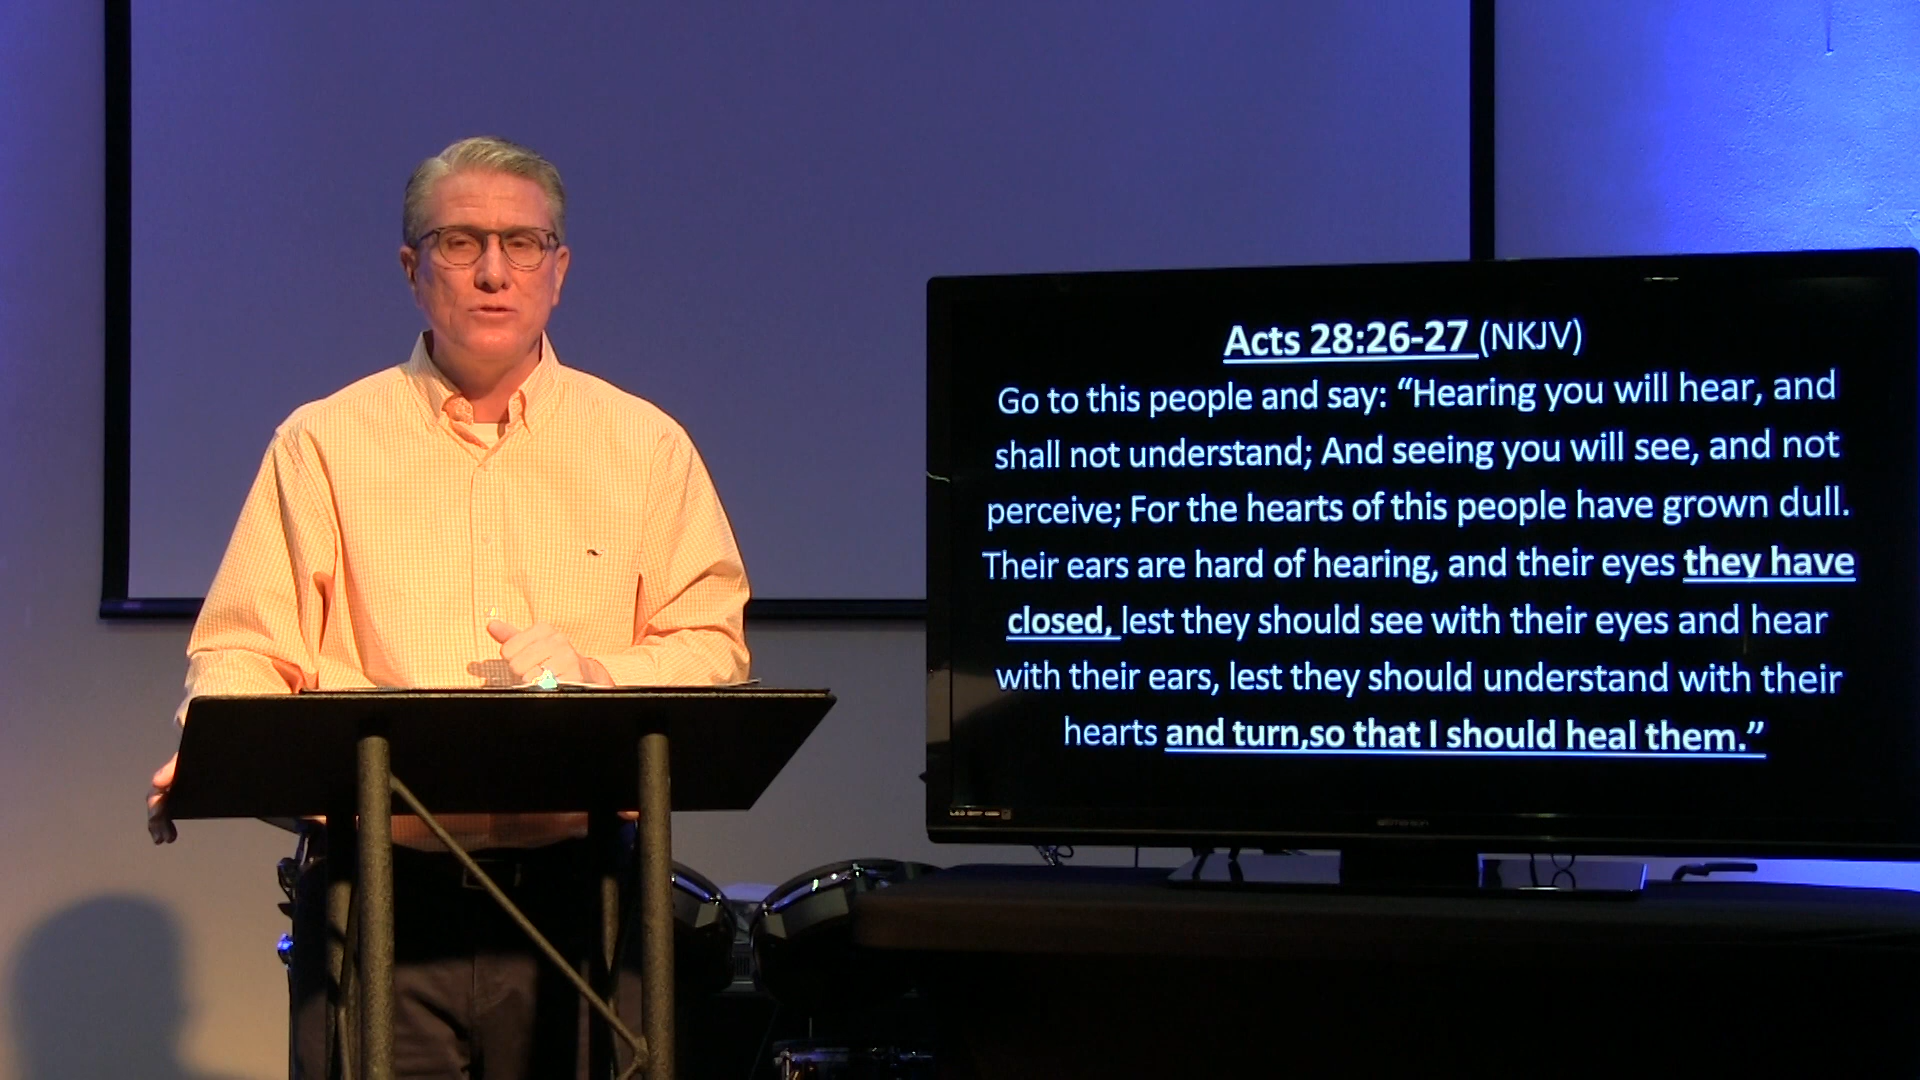 Acts 28:26-27 (NKJV)
Go to this people and say: “Hearing you will hear, and
shall not understand; And seeing you will see, and not
perceive; For the hearts of this people have grown dull.
Their ears are hard of hearing, and their eyes they have
closed, lest they should see with their eyes and hear
with their ears, lest they should understand with their
hearts and turn,so that I should heal them.”
EMERSON